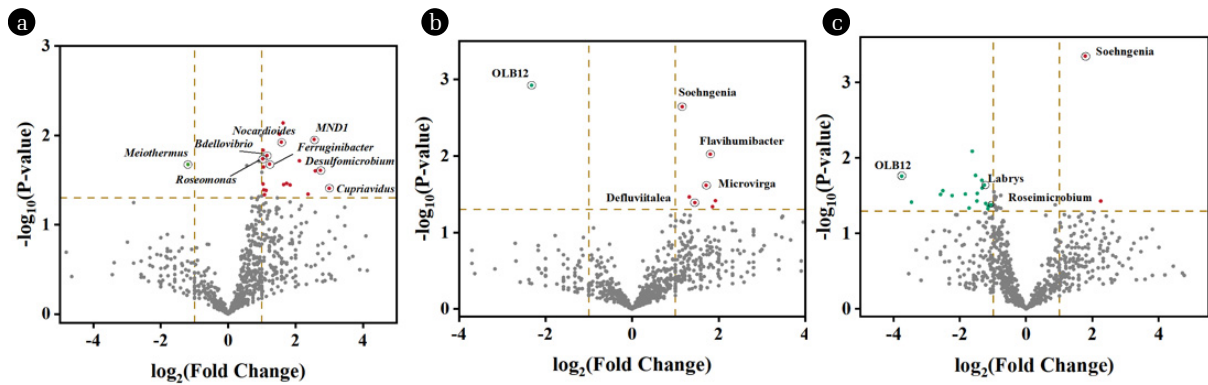 a
3
2
1
0
-log10(P-value)
Nocardioides
MND1
Bdellovibrio
Ferruginibacter
Meiothermus
Desulfomicrobium
Roseomonas
Cupriavidus
-4 -2 0 2 4
log2(Fold Change)
b
3
2
1
0
-log10(P-value)
OLB12
Soehngenia
Flavihumibacter
Microvirga
Defluviitalea
-4 -2 0 2 4
log2(Fold Change)
c
3
2
1
0
-log10(P-value)
Soehngenia
OLB12
Labrys
Roseimicrobium
-4 -2 0 2 4
log2(Fold Change)